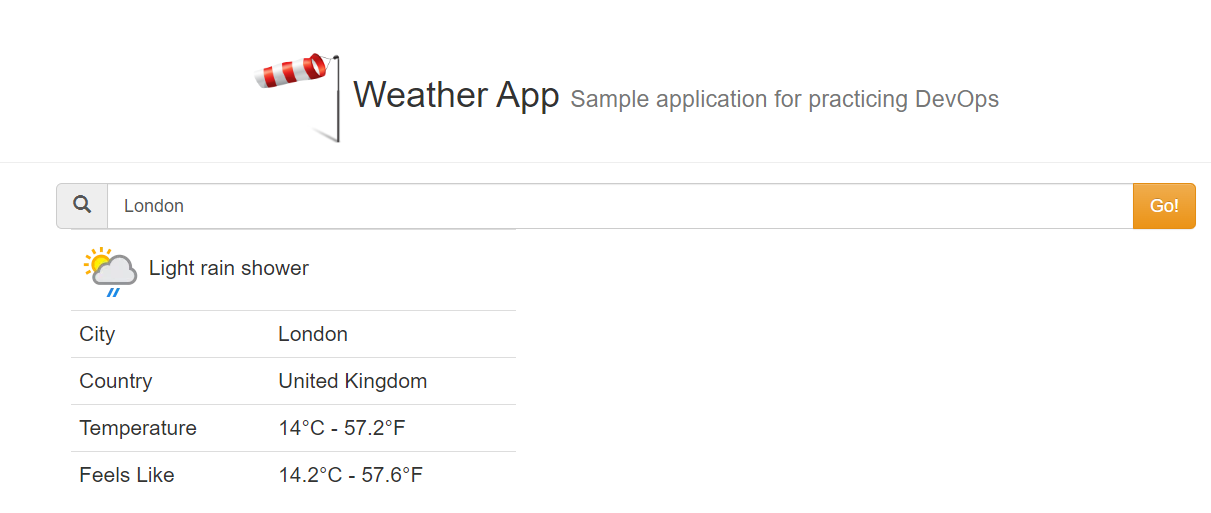 Weather App Sample application for practicing DevOps
London
Go!
Light rain shower
City London
Country United Kingdom
Temperature 14°C - 57.2°F
Feels Like 14.2°C - 57.6°F